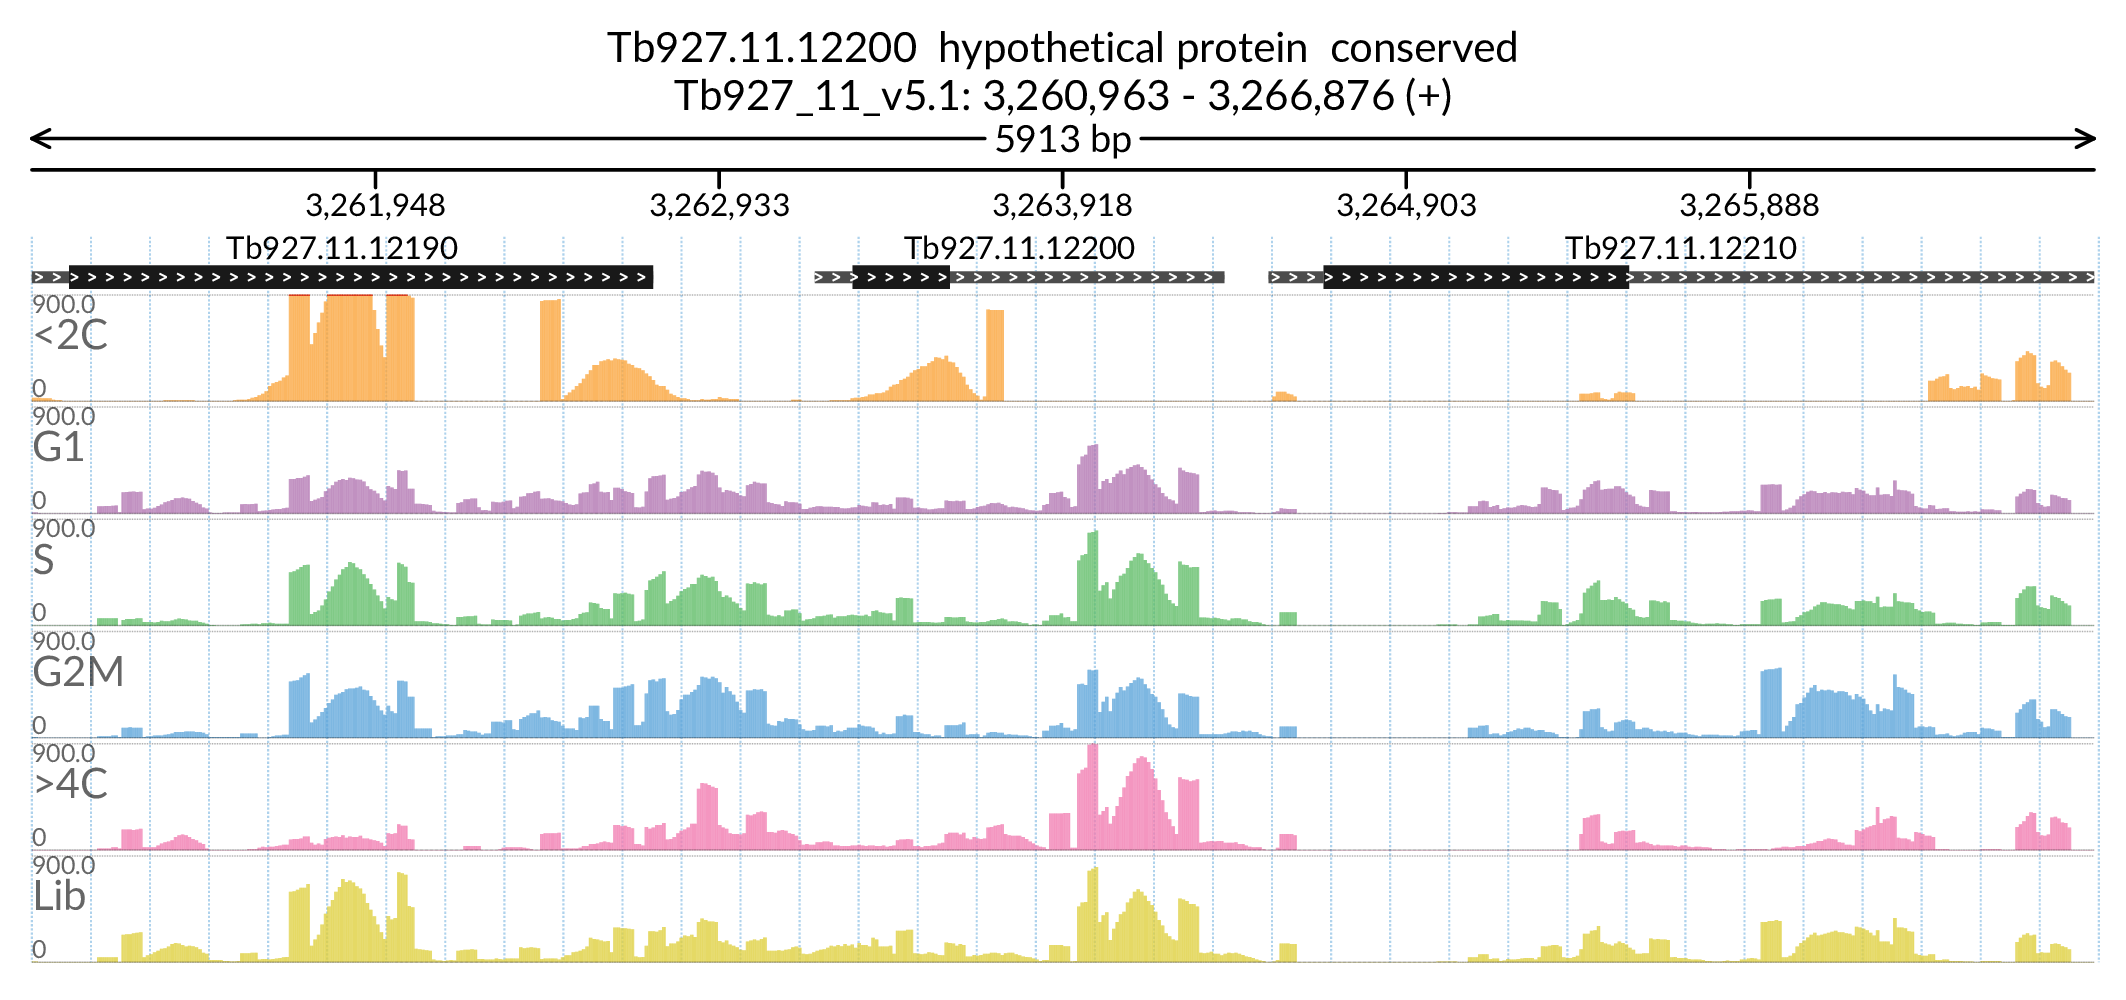 Tb927.11.12200 hypothetical protein conserved
Tb927_11_v5.1: 3,260,963 - 3,266,876 (+)
5913 bp
3,261,948 3,262,933 3,263,918 3,264,903 3,265,888
Tb927.11.12190 Tb927.11.12200 Tb927.11.12210
900.0
<2C
0
900.0
G1
0
900.0
S
0
900.0
G2M
0
900.0
>4C
0
900.0
Lib
0